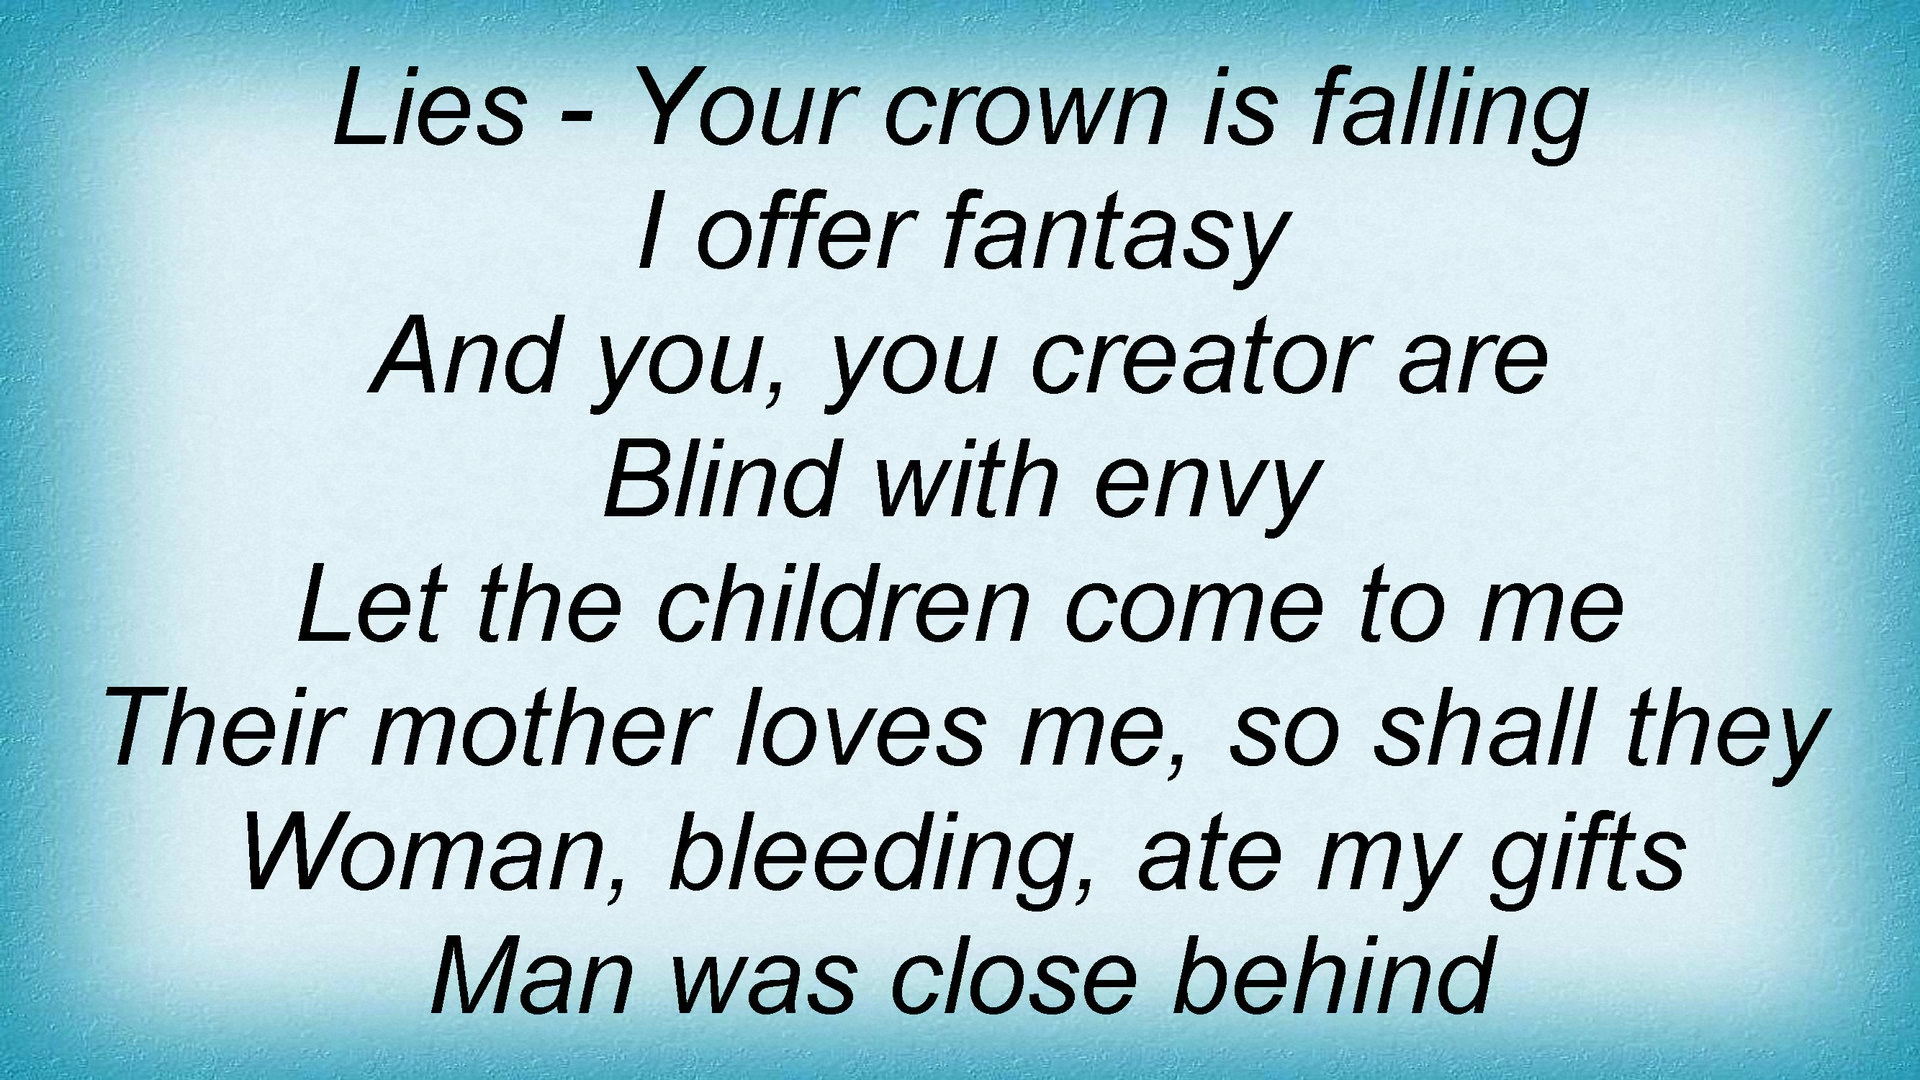 Lies - Your crown is falling
I offer fantasy
And you, you creator are
Blind with envy
Let the children come to me
Their mother loves me, so shall they
Woman, bleeding, ate my gifts
Man was close behind